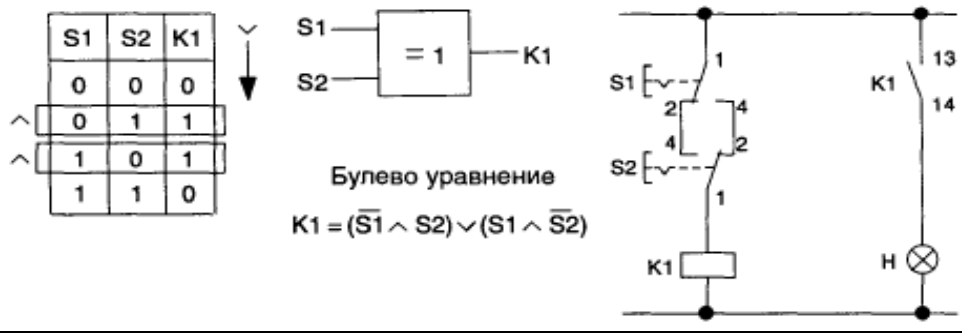 S1 S2 K1
0 0 0
0 1 1
1 0 1
1 1 0
S1
S2
= 1
K1
Булево уравнение
K1 = (S̅1̅ ∧ S2) ∨ (S1 ∧ S̅2̅)
1
S1
2 4
4 2
S2
1
K1
13
K1
14
H